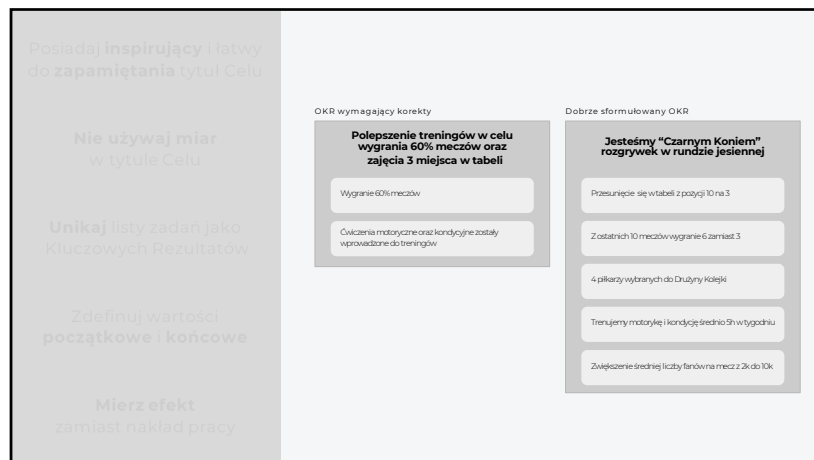 Posiadaj inspirujący i łatwy
do zapamiętania tytuł Celu
Nie używaj miar
w tytule Celu
Unikaj listy zadań jako
Kluczowych Rezultatów
Zdefinuj wartości
początkowe i końcowe
Mierz efekt
zamiast nakład pracy.
OKR wymagający korekty
Polepszenie treningów w celu
wygrania 60% meczów oraz
zajęcia 3 miejsca w tabeli
Wygranie 60% meczów
Ćwiczenia motoryczne oraz kondycyjne zostały
wprowadzone do treningów
Dobrze sformułowany OKR
Jesteśmy “Czarnym Koniem”
rozgrywek w rundzie jesiennej
Przesunięcie się w tabeli z pozycji 10 na 3
Z ostatnich 10 meczów wygranie 6 zamiast 3
4 piłkarzy wybranych do Drużyny Kolejki
Trenujemy motorykę i kondycję średnio 5h w tygodniu
Zwiększenie średniej liczby fanów na mecz z 2k do 10k